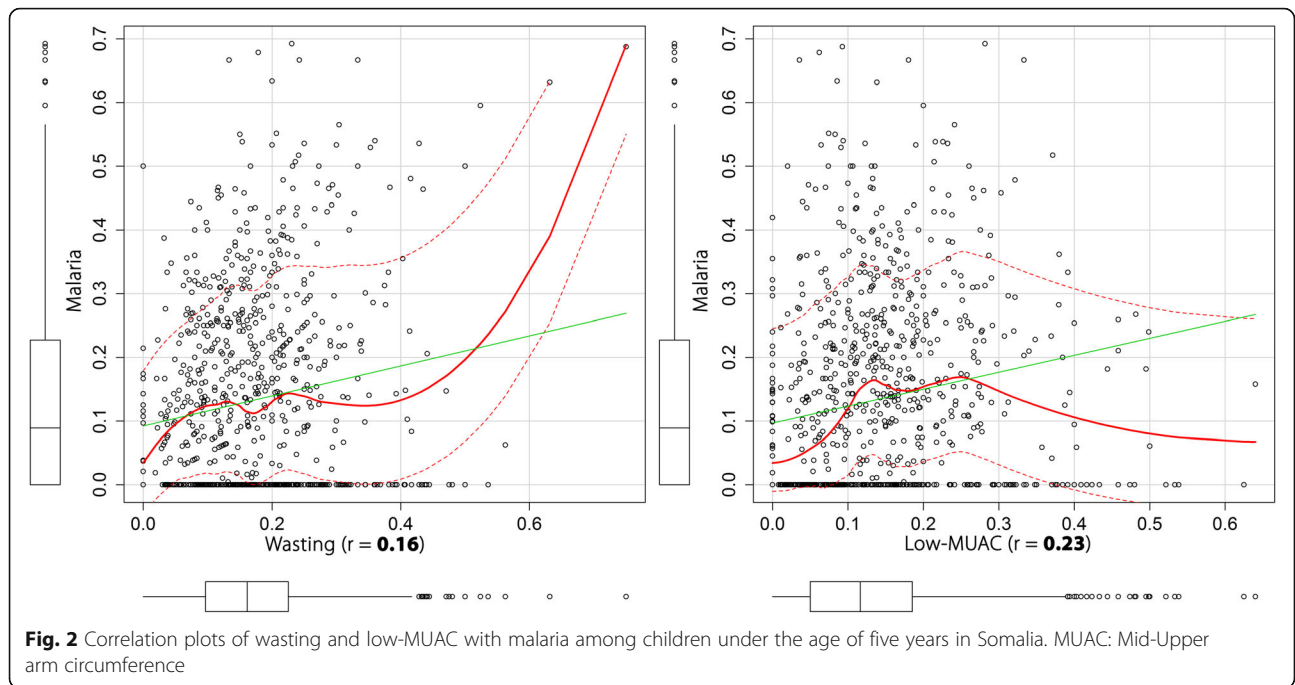 0.7
0.6
0.5
0.4
0.3
0.2
0.1
0.0
Malaria
0.0 0.2 0.4 0.6
Wasting (r = 0.16)
0.7
0.6
0.5
0.4
0.3
0.2
0.1
0.0
Malaria
0.0 0.1 0.2 0.3 0.4 0.5 0.6
Low-MUAC (r = 0.23)
Fig. 2 Correlation plots of wasting and low-MUAC with malaria among children under the age of five years in Somalia. MUAC: Mid-Upper
arm circumference